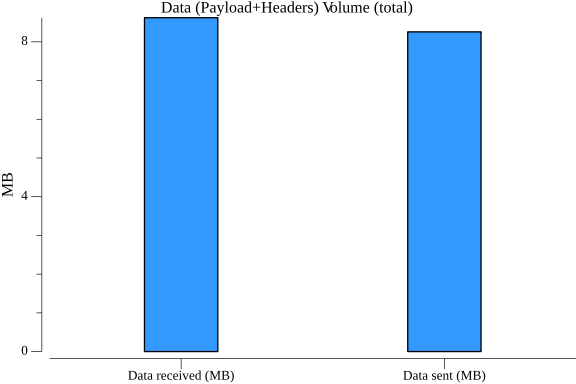 Data (Payload+Headers) Volume (total)
8
MB
4
0
Data received (MB)
Data sent (MB)